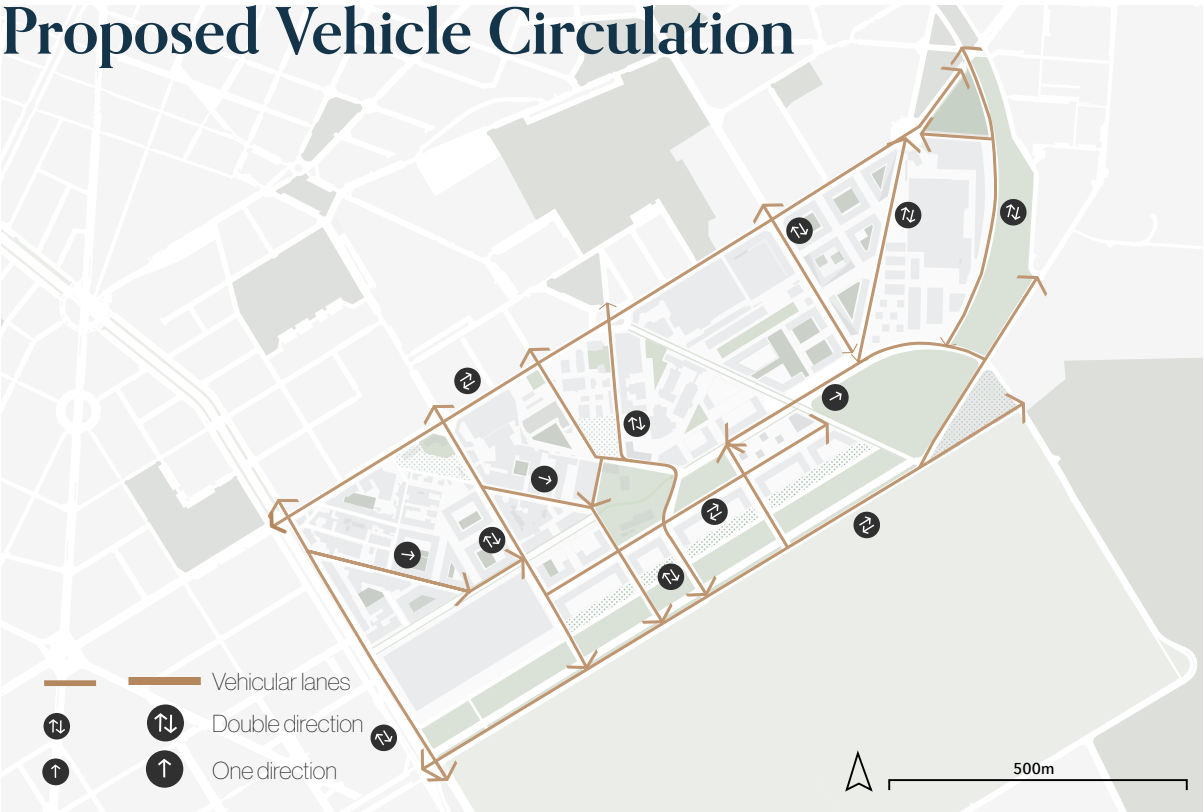 Proposed Vehicle Circulation
Vehicular lanes
Double direction
One direction
500m